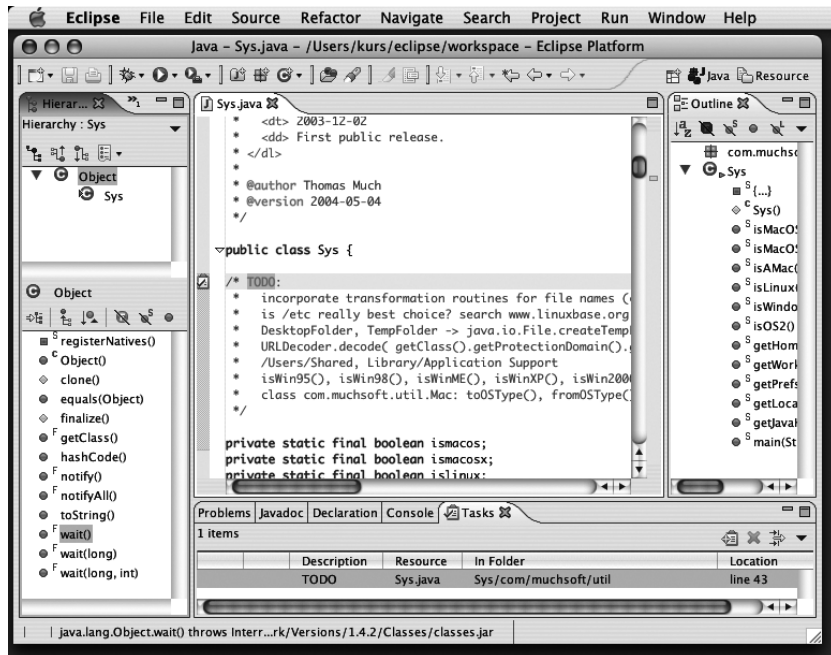 Eclipse File Edit Source Refactor Navigate Search Project Run Window Help
Java – Sys.java – /Users/kurs/eclipse/workspace – Eclipse Platform
Java Resource
Hierar...
»1
Hierarchy : Sys
Object
Sys
Object
registerNatives()
Object()
clone()
equals(Object)
finalize()
getClass()
hashCode()
notify()
notifyAll()
toString()
wait()
wait(long)
wait(long, int)
Sys.java
* <dt> 2003-12-02
* <dd> First public release.
* </dl>
*
* @author Thomas Much
* @version 2004-05-04
*/
public class Sys {
/* TODO:
* incorporate transformation routines for file names (
* is /etc really best choice? search www.linuxbase.org
* DesktopFolder, TempFolder -> java.io.File.createTemp
* URLDecoder.decode( getClass().getProtectionDomain().
* /Users/Shared, Library/Application Support
* isWin95(), isWin98(), isWinME(), isWinXP(), isWin200
* class com.muchsoft.util.Mac: toOSType(), fromOSType(
*/
private static final boolean ismacos;
private static final boolean ismacosx;
private static final boolean islinux;
Outline
com.muchso
Sys
{...}
Sys()
isMacOS
isMacOS
isAMac(
isLinux(
isWindo
isOS2()
getHom
getWork
getPrefs
getLoca
getJavaH
main(St
Problems Javadoc Declaration Console Tasks
1 items
Description Resource In Folder Location
TODO Sys.java Sys/com/muchsoft/util line 43
java.lang.Object.wait() throws Interr...rk/Versions/1.4.2/Classes/classes.jar